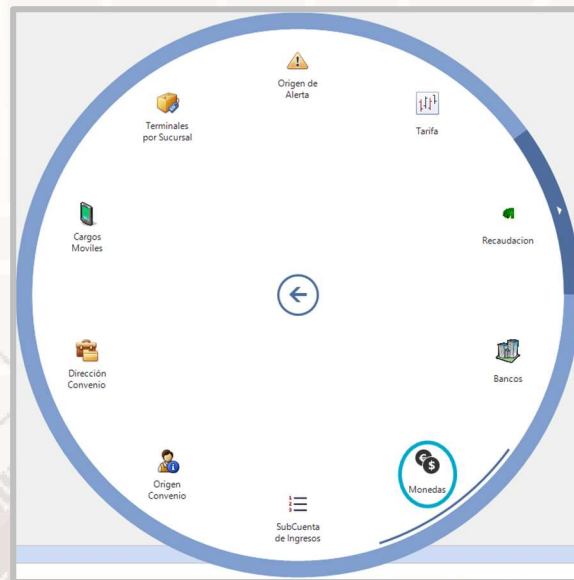 Origen de
Alerta
Tarifa
Recaudacion
Bancos
Monedas
SubCuenta
de Ingresos
Origen
Convenio
Dirección
Convenio
Cargos
Moviles
Terminales
por Sucursal